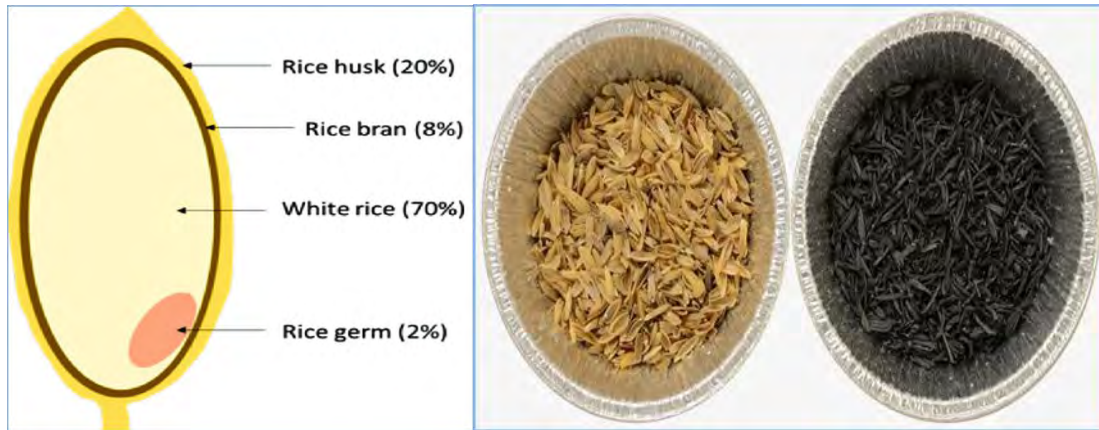 Rice husk (20%)
Rice bran (8%)
White rice (70%)
Rice germ (2%)